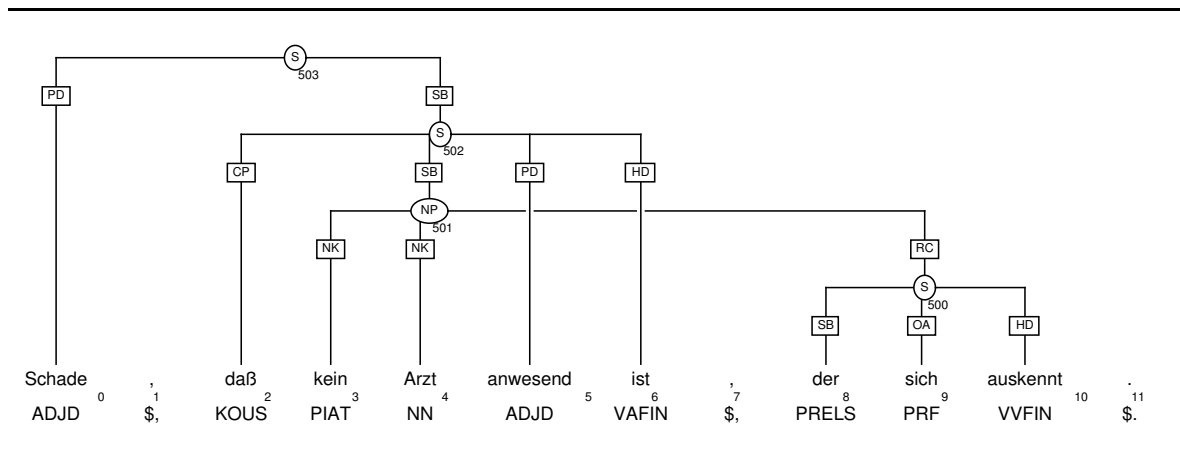 S
503
PD SB
S
502
CP SB PD HD
NP
501
NK NK RC
S
500
SB OA HD
Schade , daß kein Arzt anwesend ist , der sich auskennt .
0 1 2 3 4 5 6 7 8 9 10 11
ADJD $, KOUS PIAT NN ADJD VAFIN $, PRELS PRF VVFIN $.